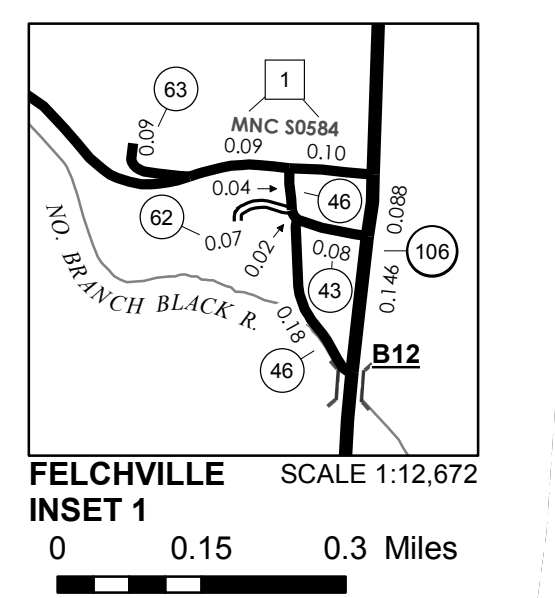 1
63
MNC S0584
0.09
0.09
0.10
0.04
46
62
0.07
0.02
0.08
0.088
106
0.146
43
NO. BRANCH BLACK R.
0.18
46
B12
FELCHVILLE
INSET 1
SCALE 1:12,672
0 0.15 0.3 Miles